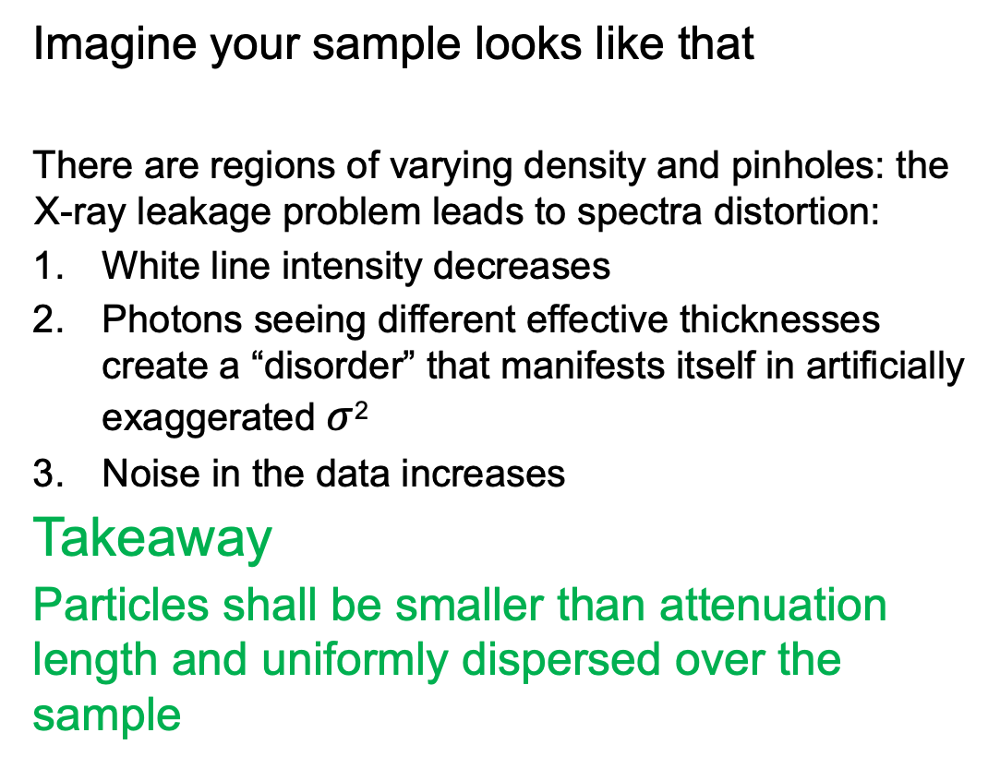 Imagine your sample looks like that
There are regions of varying density and pinholes: the
X-ray leakage problem leads to spectra distortion:
1. White line intensity decreases
2. Photons seeing different effective thicknesses
create a “disorder” that manifests itself in artificially
exaggerated σ²
3. Noise in the data increases
Takeaway
Particles shall be smaller than attenuation
length and uniformly dispersed over the
sample